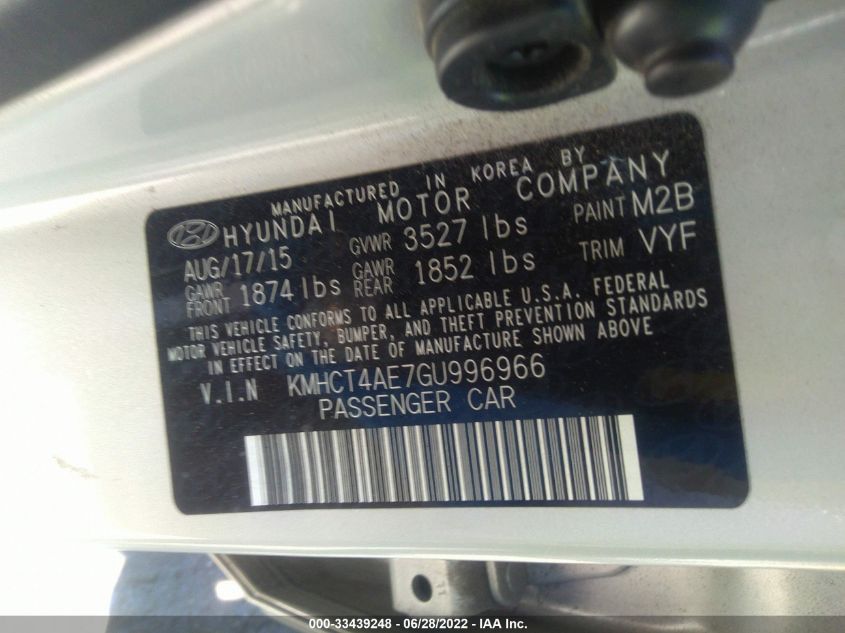 MANUFACTURED IN KOREA BY
HYUNDAI MOTOR COMPANY
AUG/17/15 GVWR 3527 lbs PAINT M2B
GAWR FRONT 1874 lbs GAWR REAR 1852 lbs TRIM VYF
THIS VEHICLE CONFORMS TO ALL APPLICABLE U.S.A. FEDERAL
MOTOR VEHICLE SAFETY, BUMPER, AND THEFT PREVENTION STANDARDS
IN EFFECT ON THE DATE OF MANUFACTURE SHOWN ABOVE
V.I.N KMHCT4AE7GU996966
PASSENGER CAR
000-33439248 - 06/28/2022 - IAA Inc.